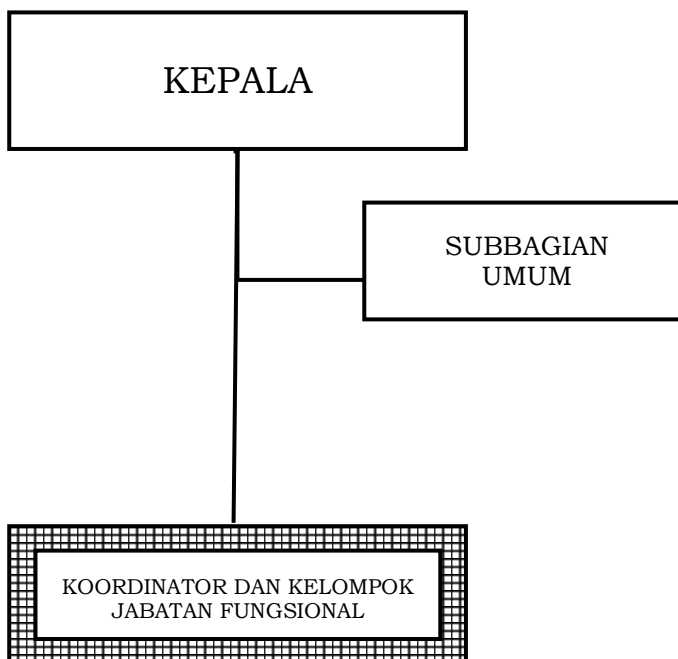 KEPALA
SUBBAGIAN
UMUM
KOORDINATOR DAN KELOMPOK
JABATAN FUNGSIONAL